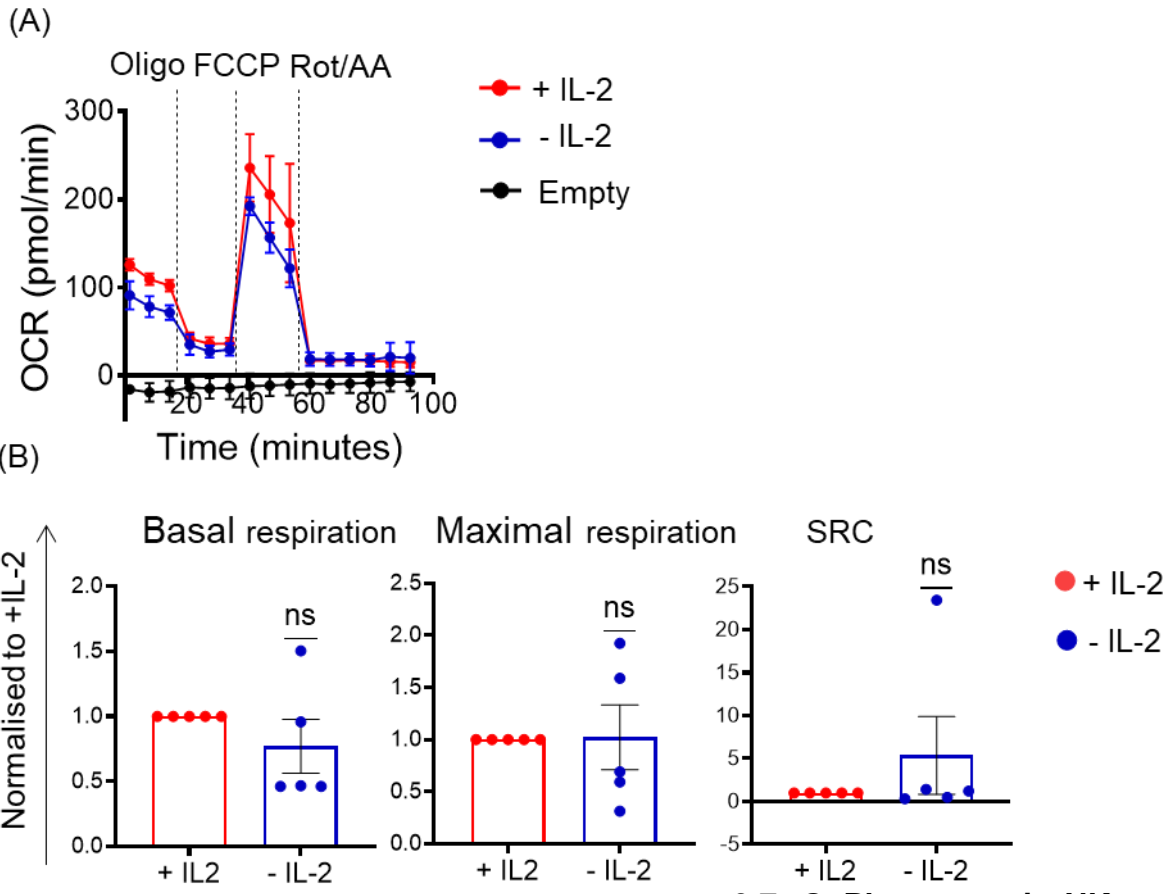 (A)
Oligo FCCP Rot/AA
+ IL-2
- IL-2
Empty
300
200
100
0
20 40 60 80 100
OCR (pmol/min)
Time (minutes)
(B)
Normalised to +IL-2
Basal respiration
2.0
1.5
1.0
0.5
0.0
ns
+ IL2 - IL-2
Maximal respiration
2.5
2.0
1.5
1.0
0.5
0.0
ns
+ IL2 - IL-2
SRC
25
20
15
10
5
0
-5
ns
+ IL2 - IL-2
+ IL-2
- IL-2